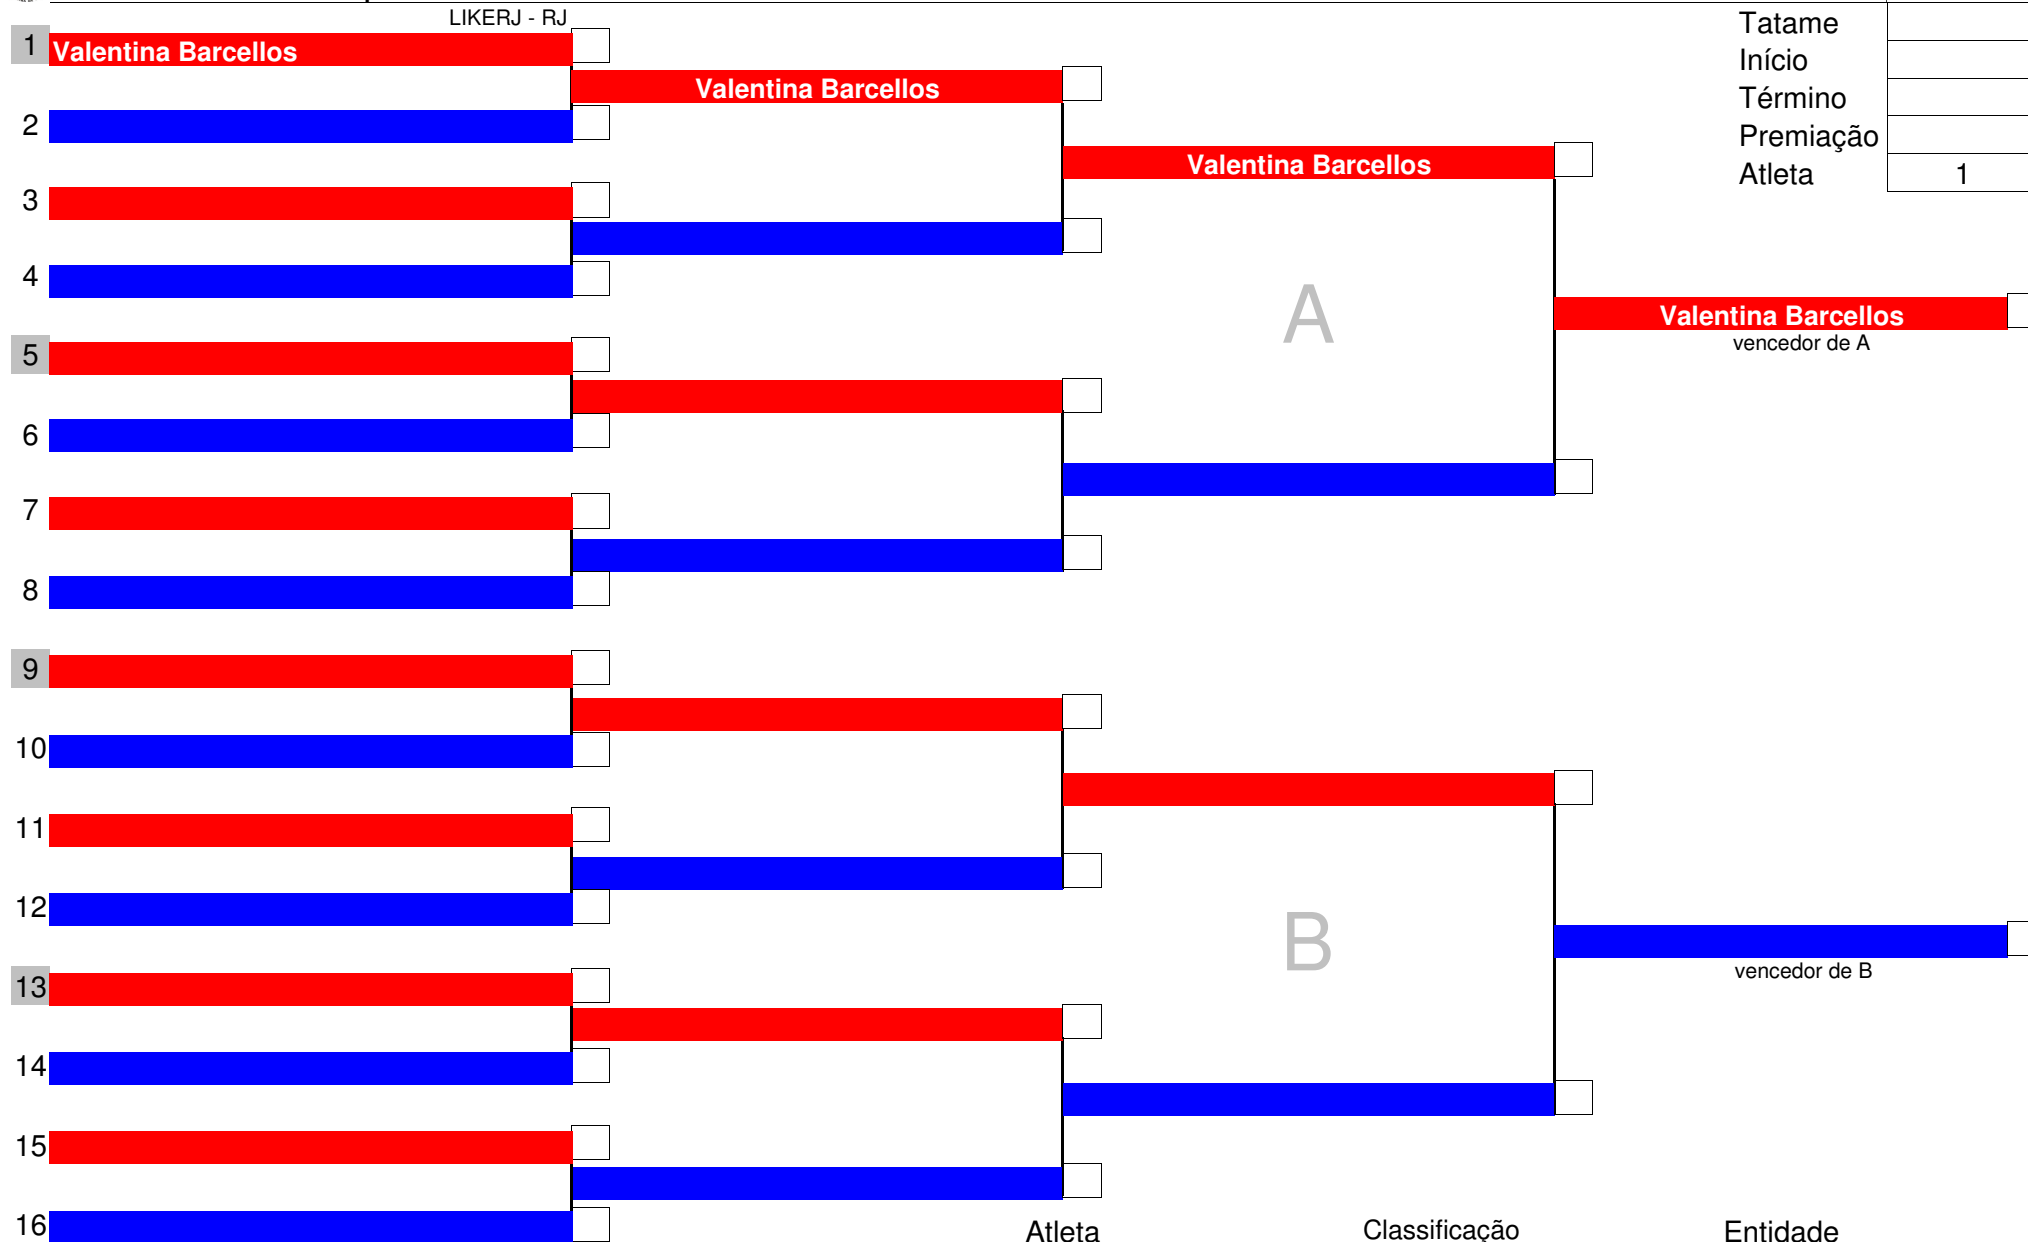 LIKERJ - RJ
Tatame
1 Valentina Barcellos
Início
Valentina Barcellos
Término
2
Premiação
Valentina Barcellos
Atleta 1
3
4
A
Valentina Barcellos
vencedor de A
5
6
7
8
9
10
11
12
B
vencedor de B
13
14
15
16
Atleta Classificação Entidade